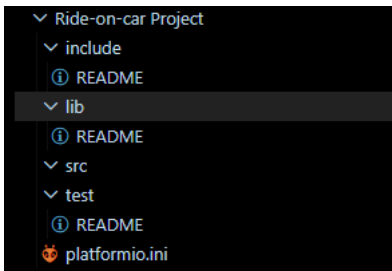 Ride-on-car Project
include
README
lib
README
src
test
README
platformio.ini